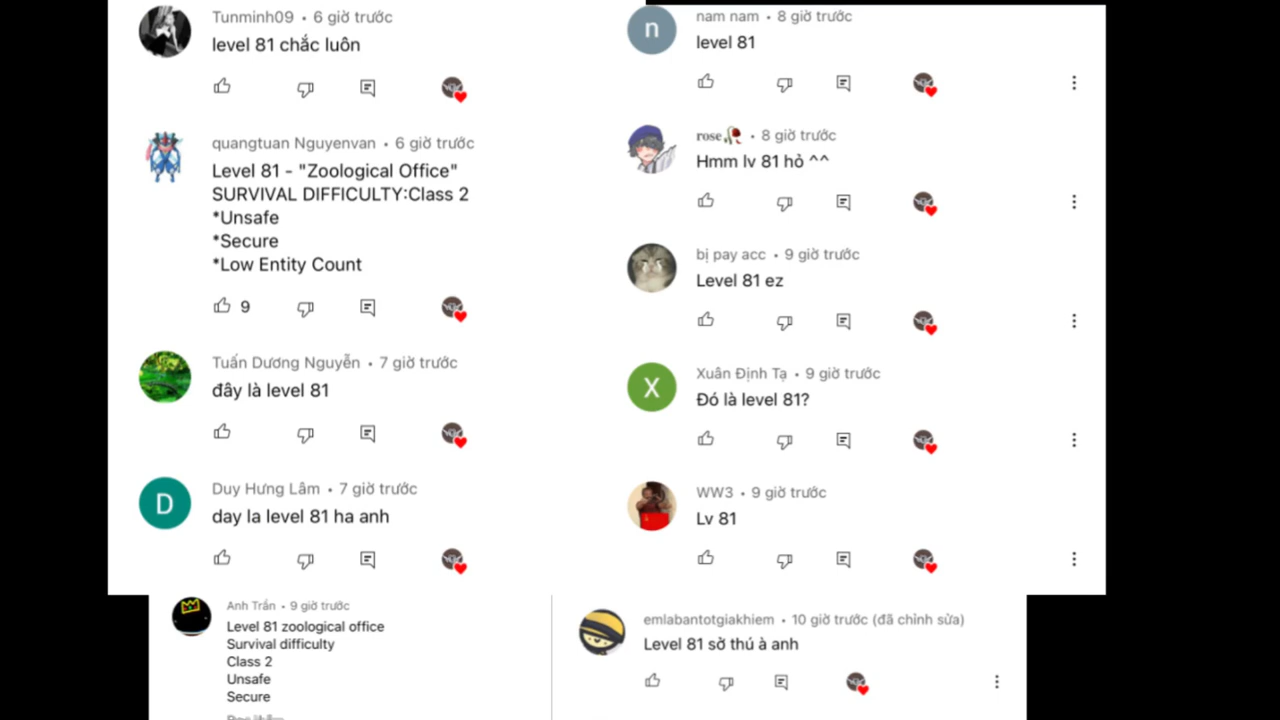 Tunminh09 • 6 giờ trước
level 81 chắc luôn
quangtuan Nguyenvan • 6 giờ trước
Level 81 - "Zoological Office"
SURVIVAL DIFFICULTY:Class 2
*Unsafe
*Secure
*Low Entity Count
9
Tuấn Dương Nguyễn • 7 giờ trước
đây là level 81
D
Duy Hưng Lâm • 7 giờ trước
day la level 81 ha anh
n
nam nam • 8 giờ trước
level 81
rose🥀 • 8 giờ trước
Hmm lv 81 hỏ ^^
bị pay acc • 9 giờ trước
Level 81 ez
X
Xuân Định Tạ • 9 giờ trước
Đó là level 81?
WW3 • 9 giờ trước
Lv 81
Anh Trần • 9 giờ trước
Level 81 zoological office
Survival difficulty
Class 2
Unsafe
Secure
emlabantotgiakhiem • 10 giờ trước (đã chỉnh sửa)
Level 81 sở thú à anh